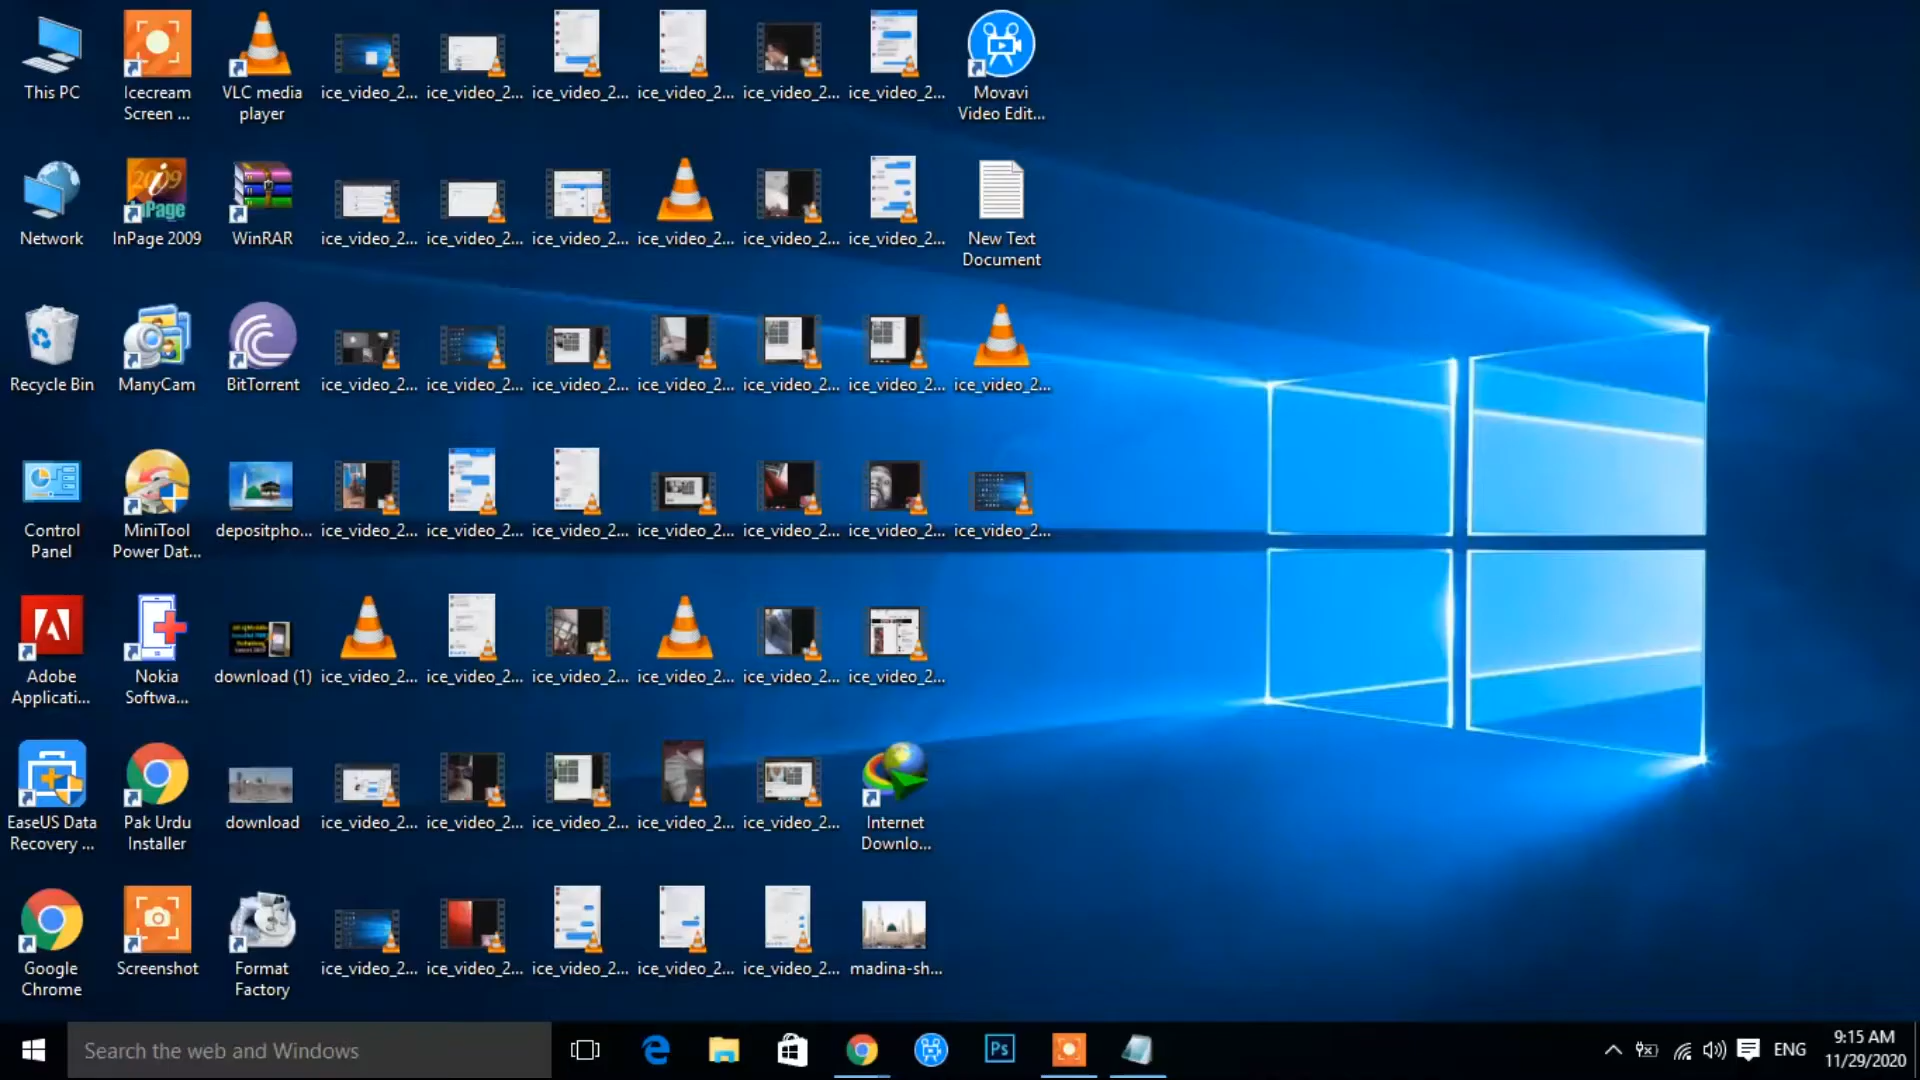 This PC
Icecream
Screen ...
VLC media
player
ice_video_2...
ice_video_2...
ice_video_2...
ice_video_2...
ice_video_2...
ice_video_2...
Movavi
Video Edit...
Network
2009
InPage
InPage 2009
WinRAR
ice_video_2...
ice_video_2...
ice_video_2...
ice_video_2...
ice_video_2...
ice_video_2...
New Text
Document
Recycle Bin
ManyCam
BitTorrent
ice_video_2...
ice_video_2...
ice_video_2...
ice_video_2...
ice_video_2...
ice_video_2...
ice_video_2...
Control
Panel
MiniTool
Power Dat...
depositpho...
ice_video_2...
ice_video_2...
ice_video_2...
ice_video_2...
ice_video_2...
ice_video_2...
ice_video_2...
Adobe
Applicati...
Nokia
Softwa...
download (1)
ice_video_2...
ice_video_2...
ice_video_2...
ice_video_2...
ice_video_2...
ice_video_2...
EaseUS Data
Recovery ...
Pak Urdu
Installer
download
ice_video_2...
ice_video_2...
ice_video_2...
ice_video_2...
ice_video_2...
Internet
Downlo...
Google
Chrome
Screenshot
Format
Factory
ice_video_2...
ice_video_2...
ice_video_2...
ice_video_2...
ice_video_2...
madina-sh...
Search the web and Windows
Ps
ENG
9:15 AM
11/29/2020